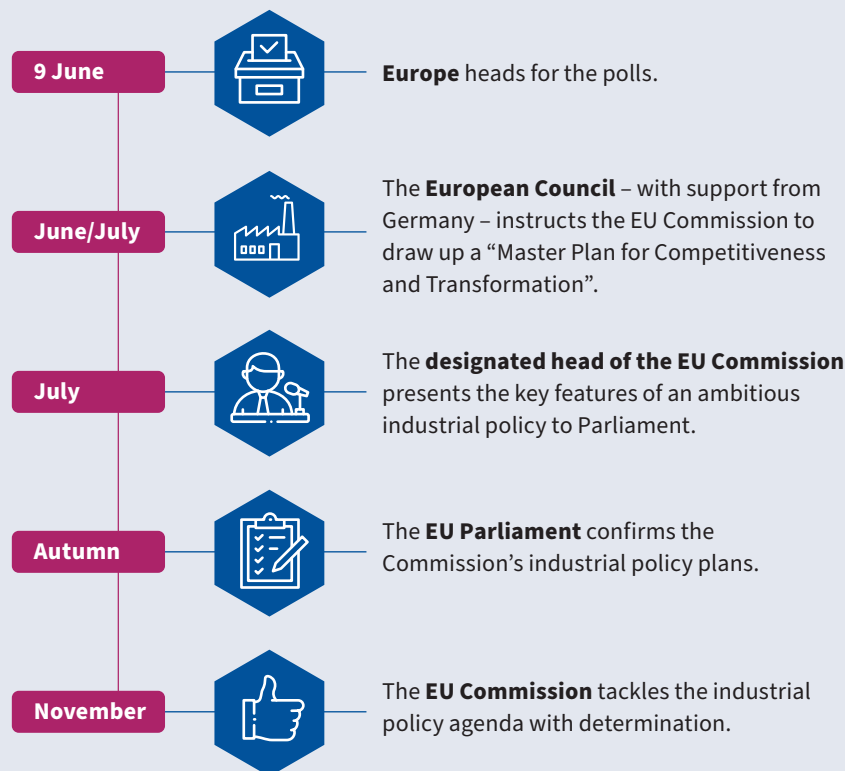 9 June
Europe heads for the polls.
June/July
The European Council – with support from
Germany – instructs the EU Commission to
draw up a “Master Plan for Competitiveness
and Transformation”.
July
The designated head of the EU Commission
presents the key features of an ambitious
industrial policy to Parliament.
Autumn
The EU Parliament confirms the
Commission’s industrial policy plans.
November
The EU Commission tackles the industrial
policy agenda with determination.